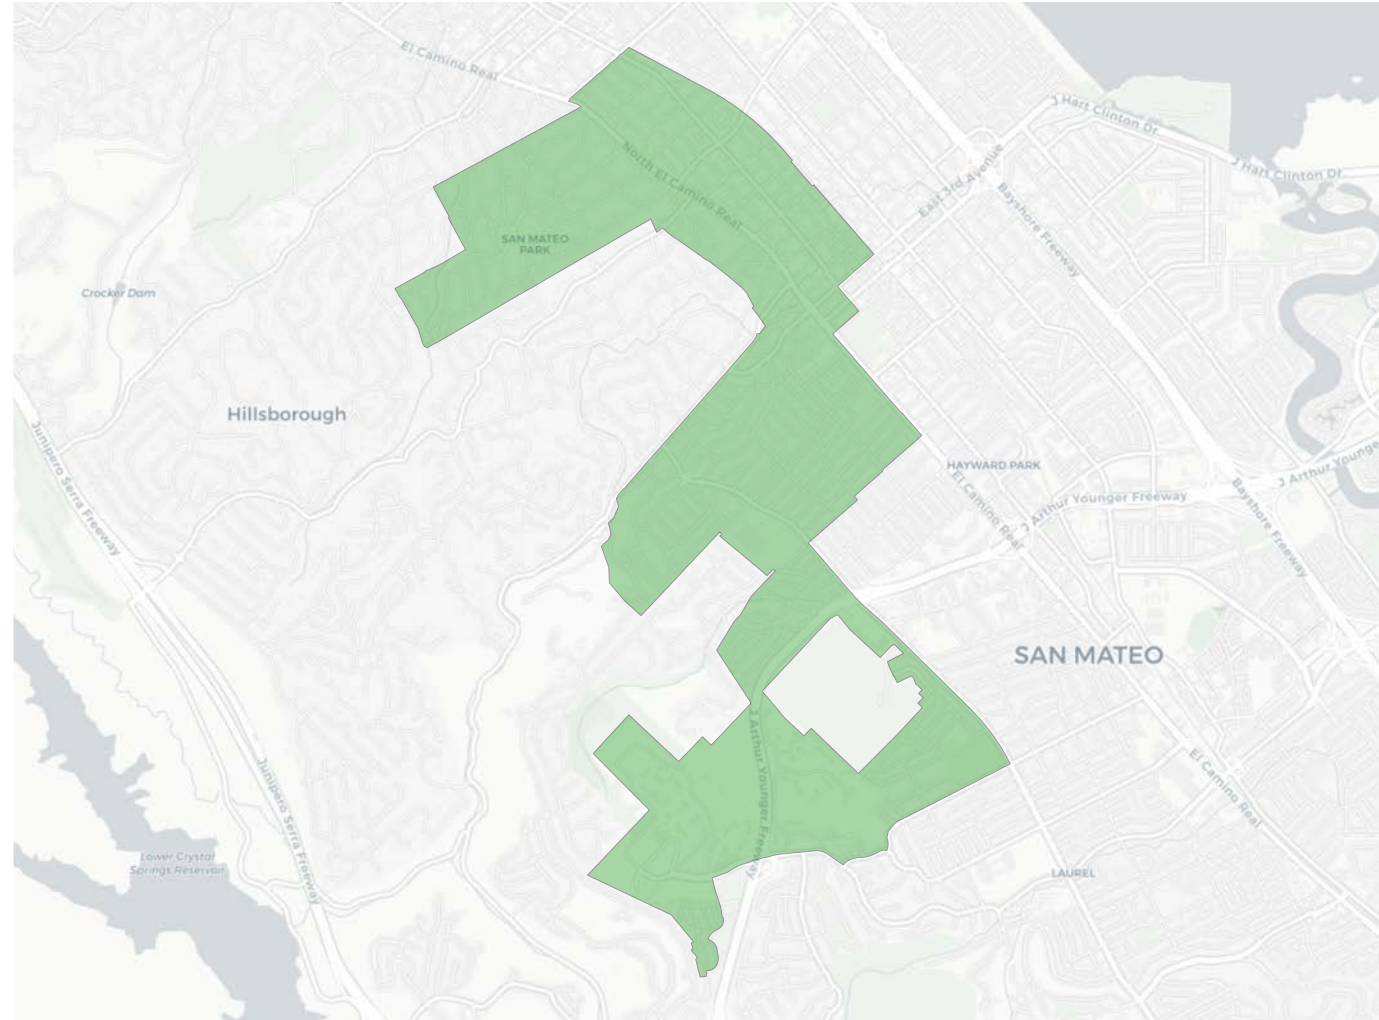 El Camino Real
J Hart Clinton Dr
J Hart Clinton Dr
North El Camino Real
East 3rd Avenue
Bayshore Freeway
SAN MATEO
PARK
Crocker Dam
Hillsborough
Junipero Serra Freeway
HAYWARD PARK
El Camino Real
J Arthur Younger Freeway
J Arthur Younge
Bayshore Freeway
SAN MATEO
J Arthur Younger Freeway
El Camino Real
Junipero Serra Freeway
Lower Crystal
Springs Reservoir
LAUREL